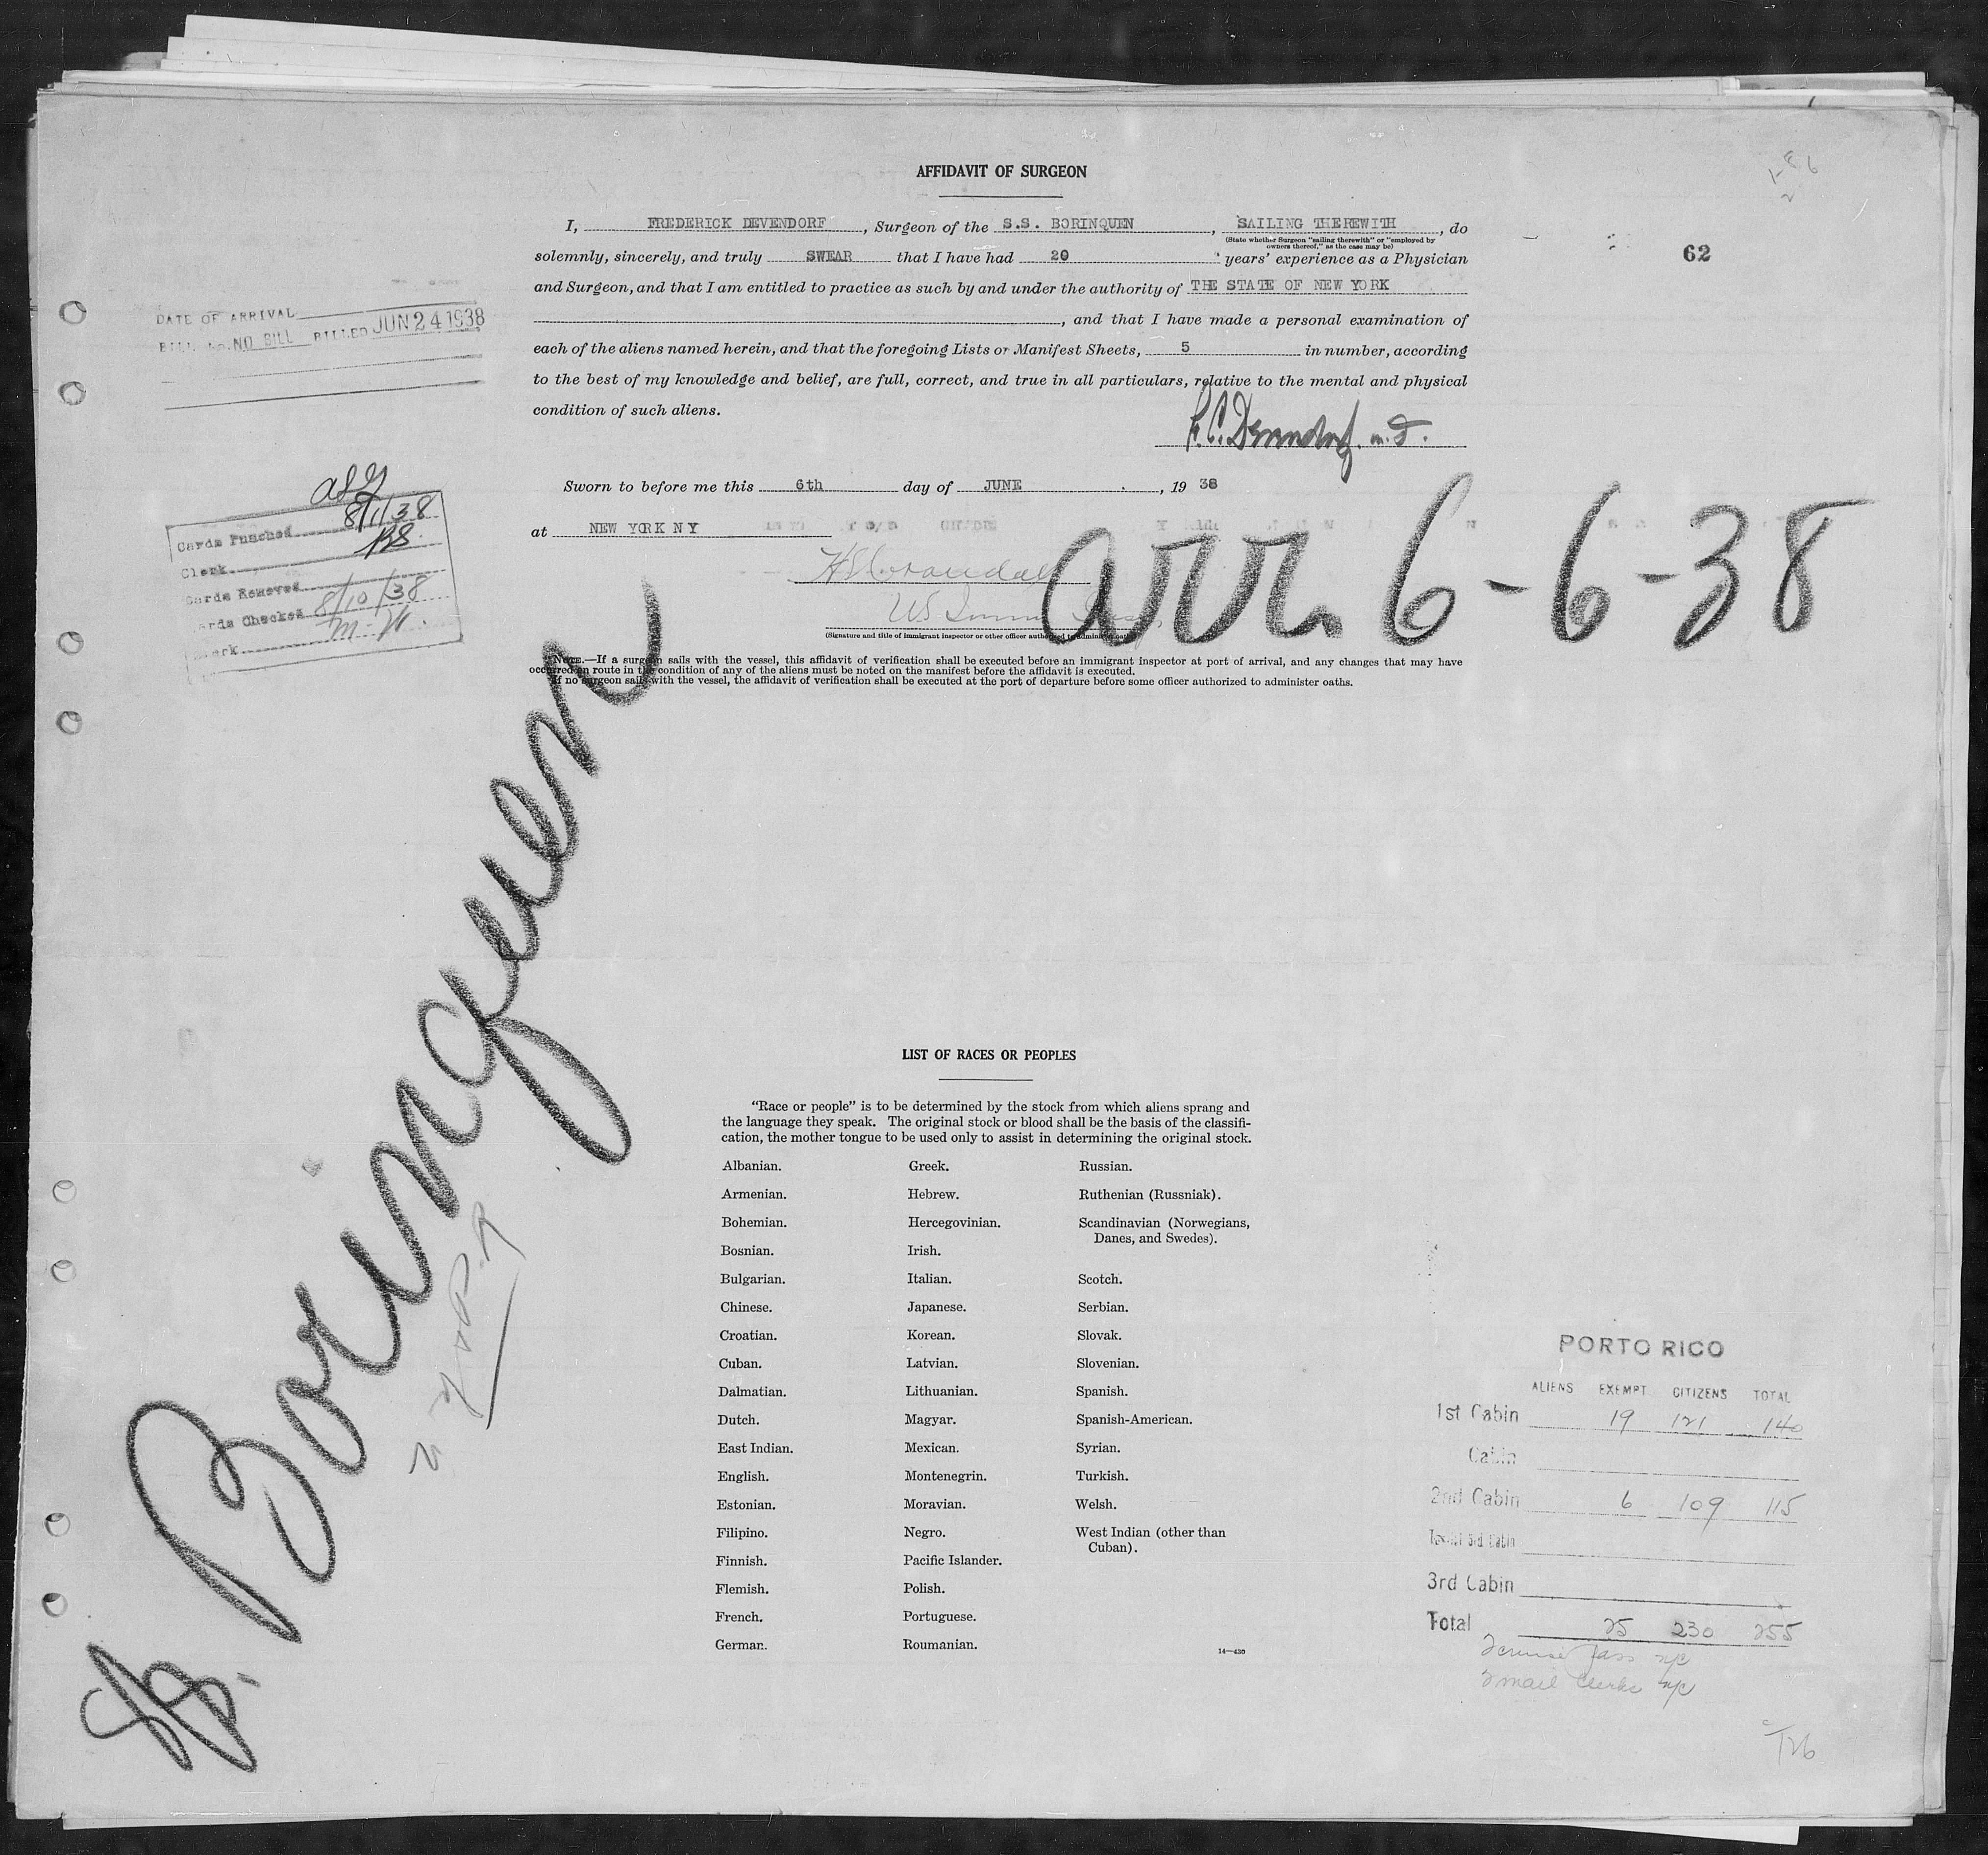 AFFIDAVIT OF SURGEON
I, FREDERICK DEVENDORF, Surgeon of the S.S. BORINQUEN, SAILING THEREWITH, do
(State whether Surgeon "sailing therewith" or "employed by
owners thereof," as the case may be)
62
solemnly, sincerely, and truly SWEAR that I have had 20 years' experience as a Physician
and Surgeon, and that I am entitled to practice as such by and under the authority of THE STATE OF NEW YORK
, and that I have made a personal examination of
each of the aliens named herein, and that the foregoing Lists or Manifest Sheets, 5 in number, according
to the best of my knowledge and belief, are full, correct, and true in all particulars, relative to the mental and physical
condition of such aliens.
F.C. Devendorf. M.D.
DATE OF ARRIVAL
BILL No. NO BILL BILLED JUN 24 1938
Sworn to before me this 6th day of JUNE, 19 38
at NEW YORK NY
arr. 6-6-38
(Signature and title of immigrant inspector or other officer authorized to administer oaths)
Cards Punched 8/1/38
Clerk BS.
Cards Removed
Cards Checked 8/10/38
Clerk M-H.
NOTE.—If a surgeon sails with the vessel, this affidavit of verification shall be executed before an immigrant inspector at port of arrival, and any changes that may have
occurred en route in the condition of any of the aliens must be noted on the manifest before the affidavit is executed.
If no surgeon sails with the vessel, the affidavit of verification shall be executed at the port of departure before some officer authorized to administer oaths.
SS. Borinquen
LIST OF RACES OR PEOPLES
"Race or people" is to be determined by the stock from which aliens sprang and
the language they speak. The original stock or blood shall be the basis of the classifi-
cation, the mother tongue to be used only to assist in determining the original stock.
Albanian. Greek. Russian.
Armenian. Hebrew. Ruthenian (Russniak).
Bohemian. Hercegovinian. Scandinavian (Norwegians,
Danes, and Swedes).
Bosnian. Irish.
Bulgarian. Italian. Scotch.
Chinese. Japanese. Serbian.
Croatian. Korean. Slovak.
Cuban. Latvian. Slovenian.
Dalmatian. Lithuanian. Spanish.
Dutch. Magyar. Spanish-American.
East Indian. Mexican. Syrian.
English. Montenegrin. Turkish.
Estonian. Moravian. Welsh.
Filipino. Negro. West Indian (other than
Cuban).
Finnish. Pacific Islander.
Flemish. Polish.
French. Portuguese.
German. Roumanian.
14—430
PORTO RICO
ALIENS EXEMPT CITIZENS TOTAL
1st Cabin 19 121 140
Cabin
2nd Cabin 6 109 115
3rd Cabin
Total 25 230 255
2 cruise pass n/c
2 mail clerks n/c
T26